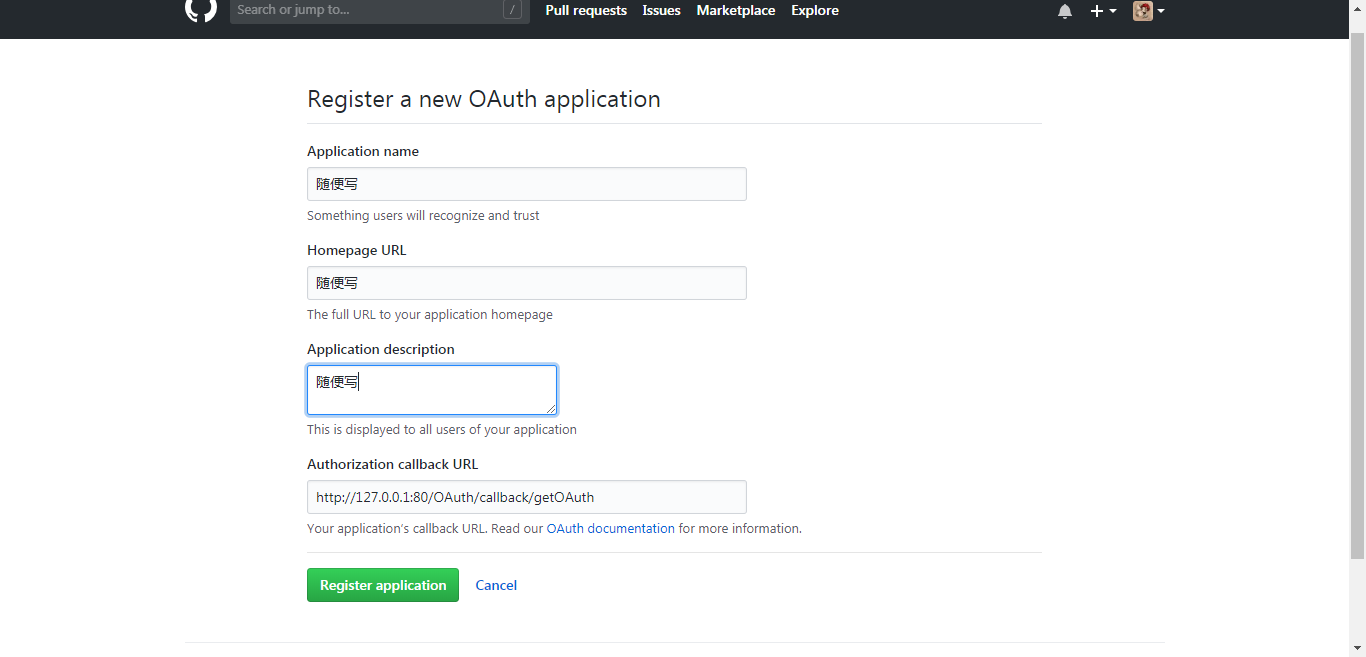 Search or jump to... / Pull requests Issues Marketplace Explore
Register a new OAuth application
Application name
随便写
Something users will recognize and trust
Homepage URL
随便写
The full URL to your application homepage
Application description
随便写
This is displayed to all users of your application
Authorization callback URL
http://127.0.0.1:80/OAuth/callback/getOAuth
Your application's callback URL. Read our OAuth documentation for more information.
Register application Cancel